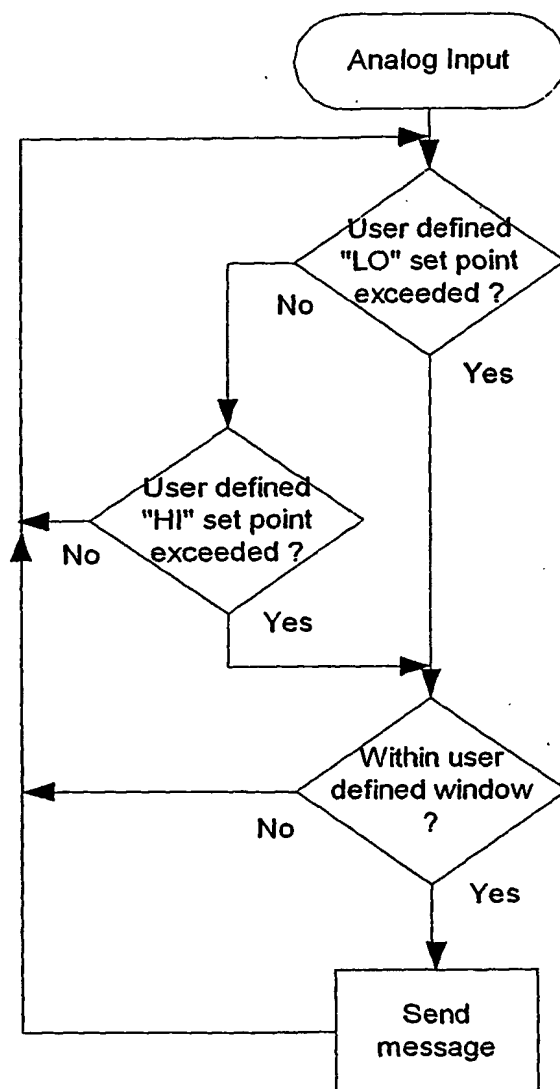 Analog Input
User defined
"LO" set point
exceeded ?
No
Yes
User defined
"HI" set point
exceeded ?
No
Yes
Within user
defined window
?
No
Yes
Send
message